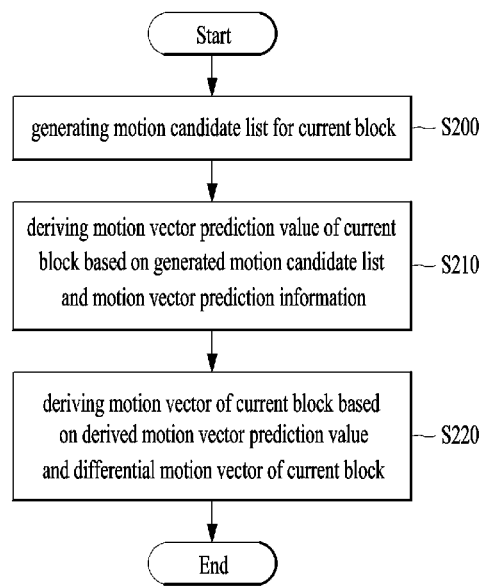 Start
generating motion candidate list for current block
S200
deriving motion vector prediction value of current
block based on generated motion candidate list
and motion vector prediction information
S210
deriving motion vector of current block based
on derived motion vector prediction value
and differential motion vector of current block
S220
End